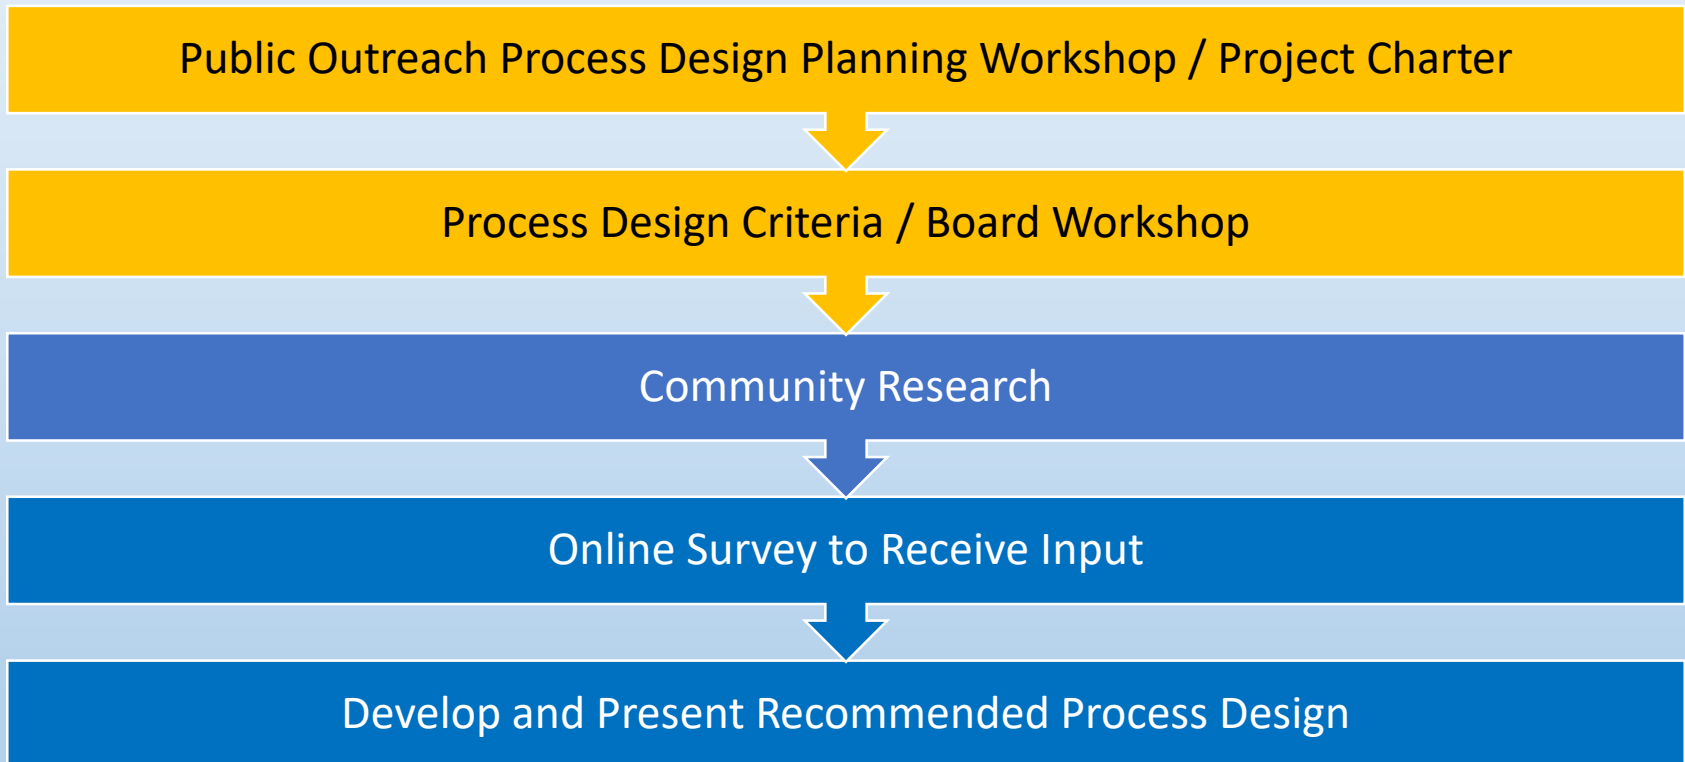 Public Outreach Process Design Planning Workshop / Project Charter
Process Design Criteria / Board Workshop
Community Research
Online Survey to Receive Input
Develop and Present Recommended Process Design